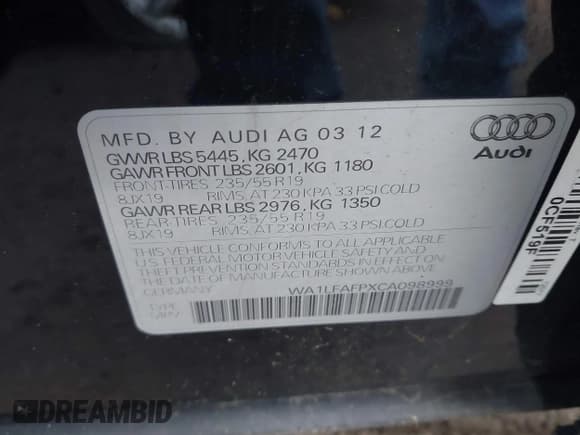 MFD. BY AUDI AG 03 12
GVWR LBS 5445, KG 2470
GAWR FRONT LBS 2601, KG 1180
FRONT-TIRES 235/55 R19
8JX19 RIMS, AT 230 KPA 33 PSI COLD
GAWR REAR LBS 2976, KG 1350
REAR-TIRES 235/55 R19
8JX19 RIMS, AT 230 KPA 33 PSI COLD
THIS VEHICLE CONFORMS TO ALL APPLICABLE
U.S. FEDERAL MOTOR VEHICLE SAFETY AND
THEFT PREVENTION STANDARDS
IN EFFECT ON THE DATE OF MANUFACTURE SHOWN ABOVE.
GERMANY
WA1LFAFPXCA098999
TYPE
Audi
0CF519F
DREAMBID